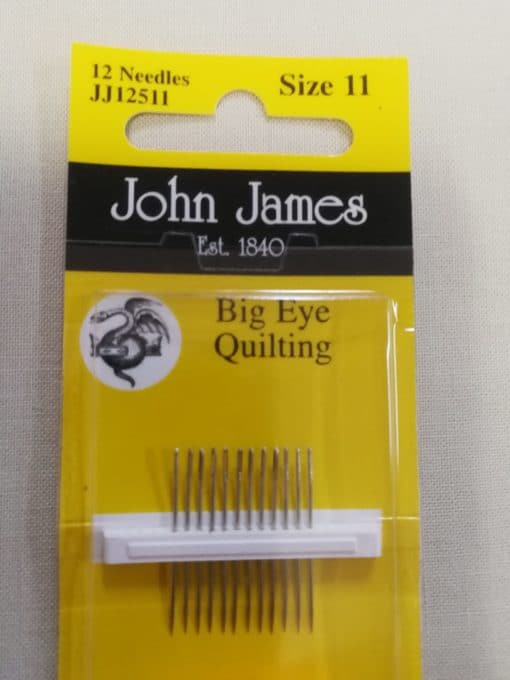 12 Needles
JJ12511
Size 11
John James
Est. 1840
Big Eye
Quilting